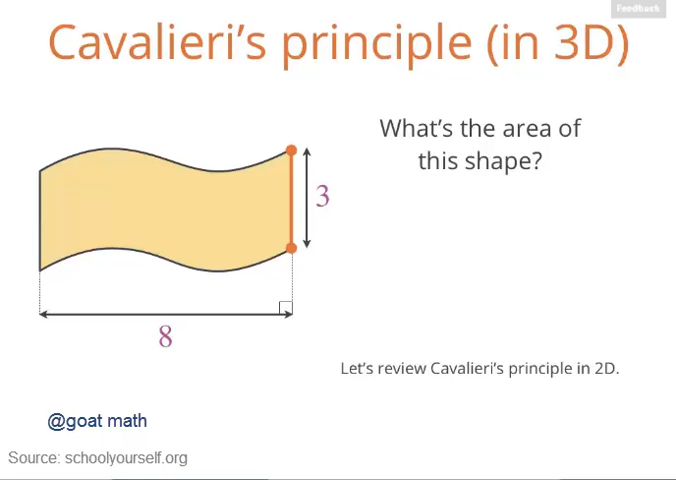 Feedback
Cavalieri’s principle (in 3D)
What’s the area of
this shape?
3
8
Let’s review Cavalieri’s principle in 2D.
@goat math
Source: schoolyourself.org